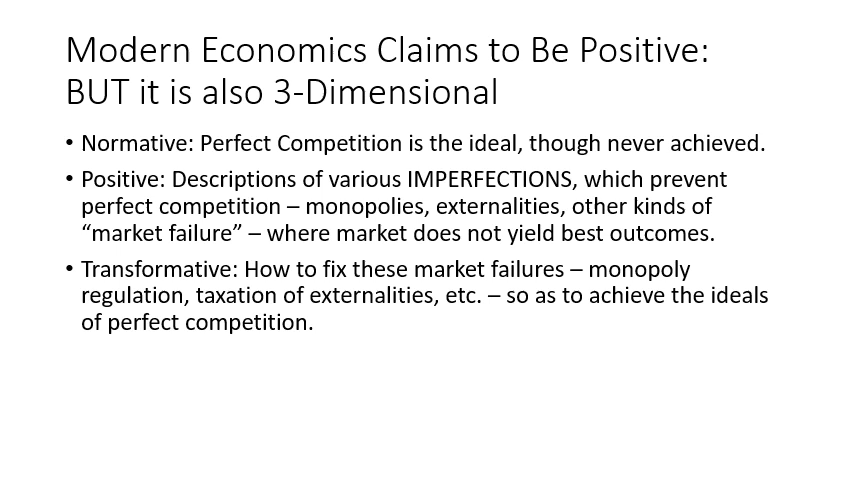 Modern Economics Claims to Be Positive:
BUT it is also 3-Dimensional
• Normative: Perfect Competition is the ideal, though never achieved.
• Positive: Descriptions of various IMPERFECTIONS, which prevent
perfect competition – monopolies, externalities, other kinds of
“market failure” – where market does not yield best outcomes.
• Transformative: How to fix these market failures – monopoly
regulation, taxation of externalities, etc. – so as to achieve the ideals
of perfect competition.